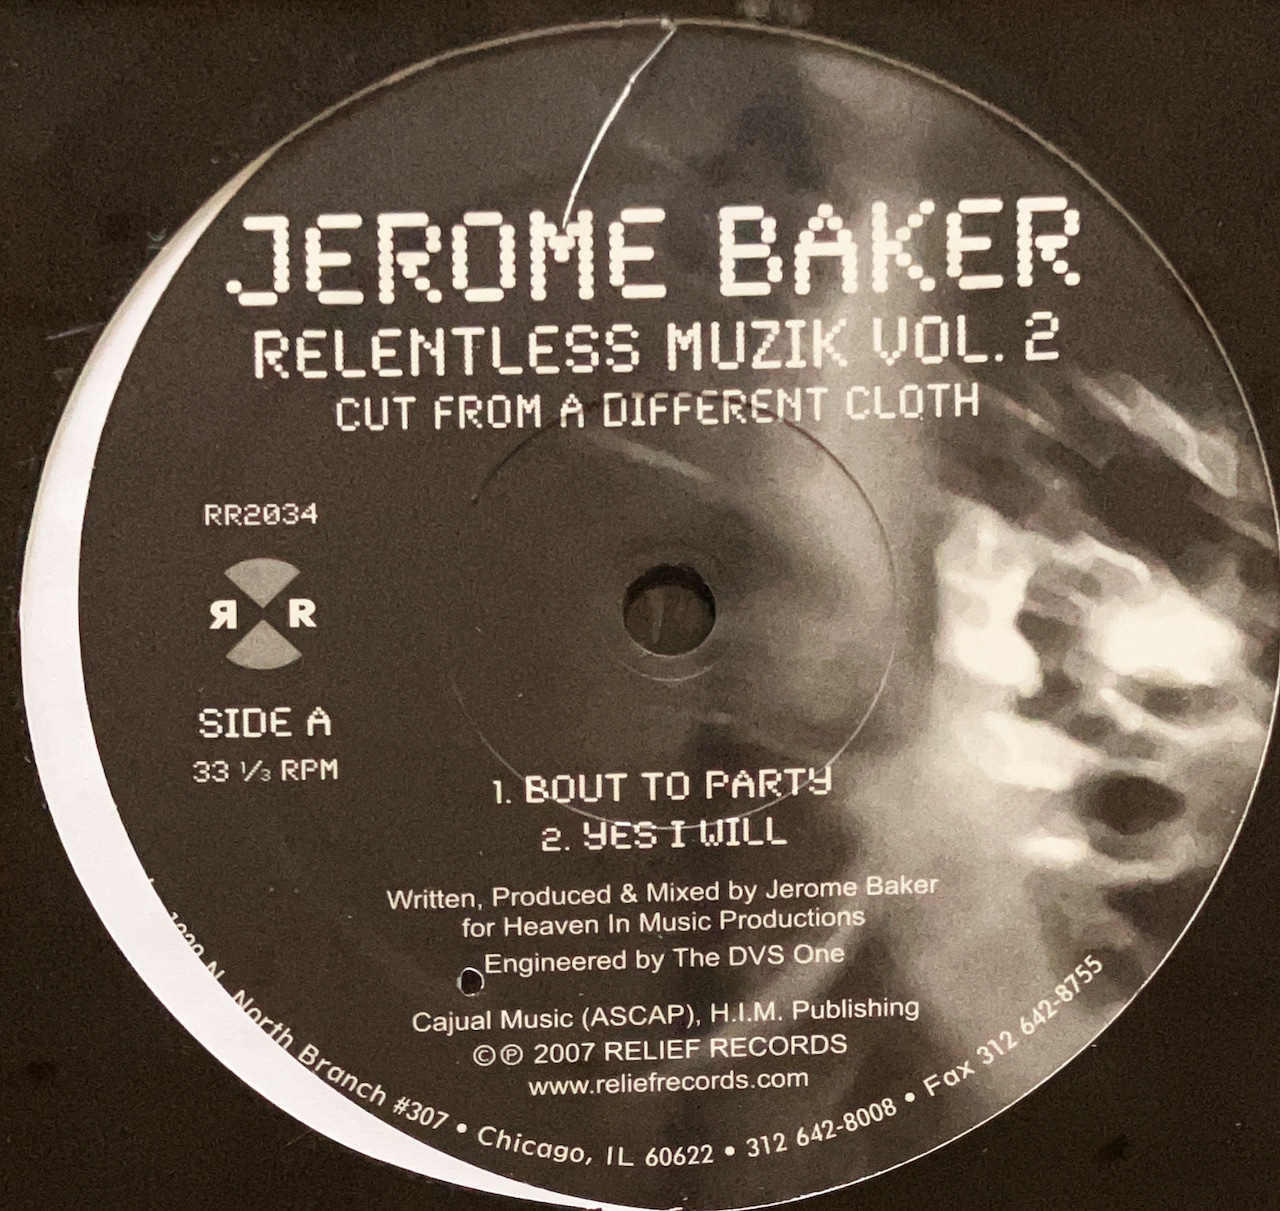 JEROME BAKER
RELENTLESS MUZIK VOL. 2
CUT FROM A DIFFERENT CLOTH
RR2034
ЯR
SIDE A
33 ⅓ RPM
1. BOUT TO PARTY
2. YES I WILL
Written, Produced & Mixed by Jerome Baker
for Heaven In Music Productions
Engineered by The DVS One
Cajual Music (ASCAP), H.I.M. Publishing
©℗ 2007 RELIEF RECORDS
www.reliefrecords.com
N. North Branch #307 • Chicago, IL 60622 • 312 642-8008 • Fax 312 642-8755